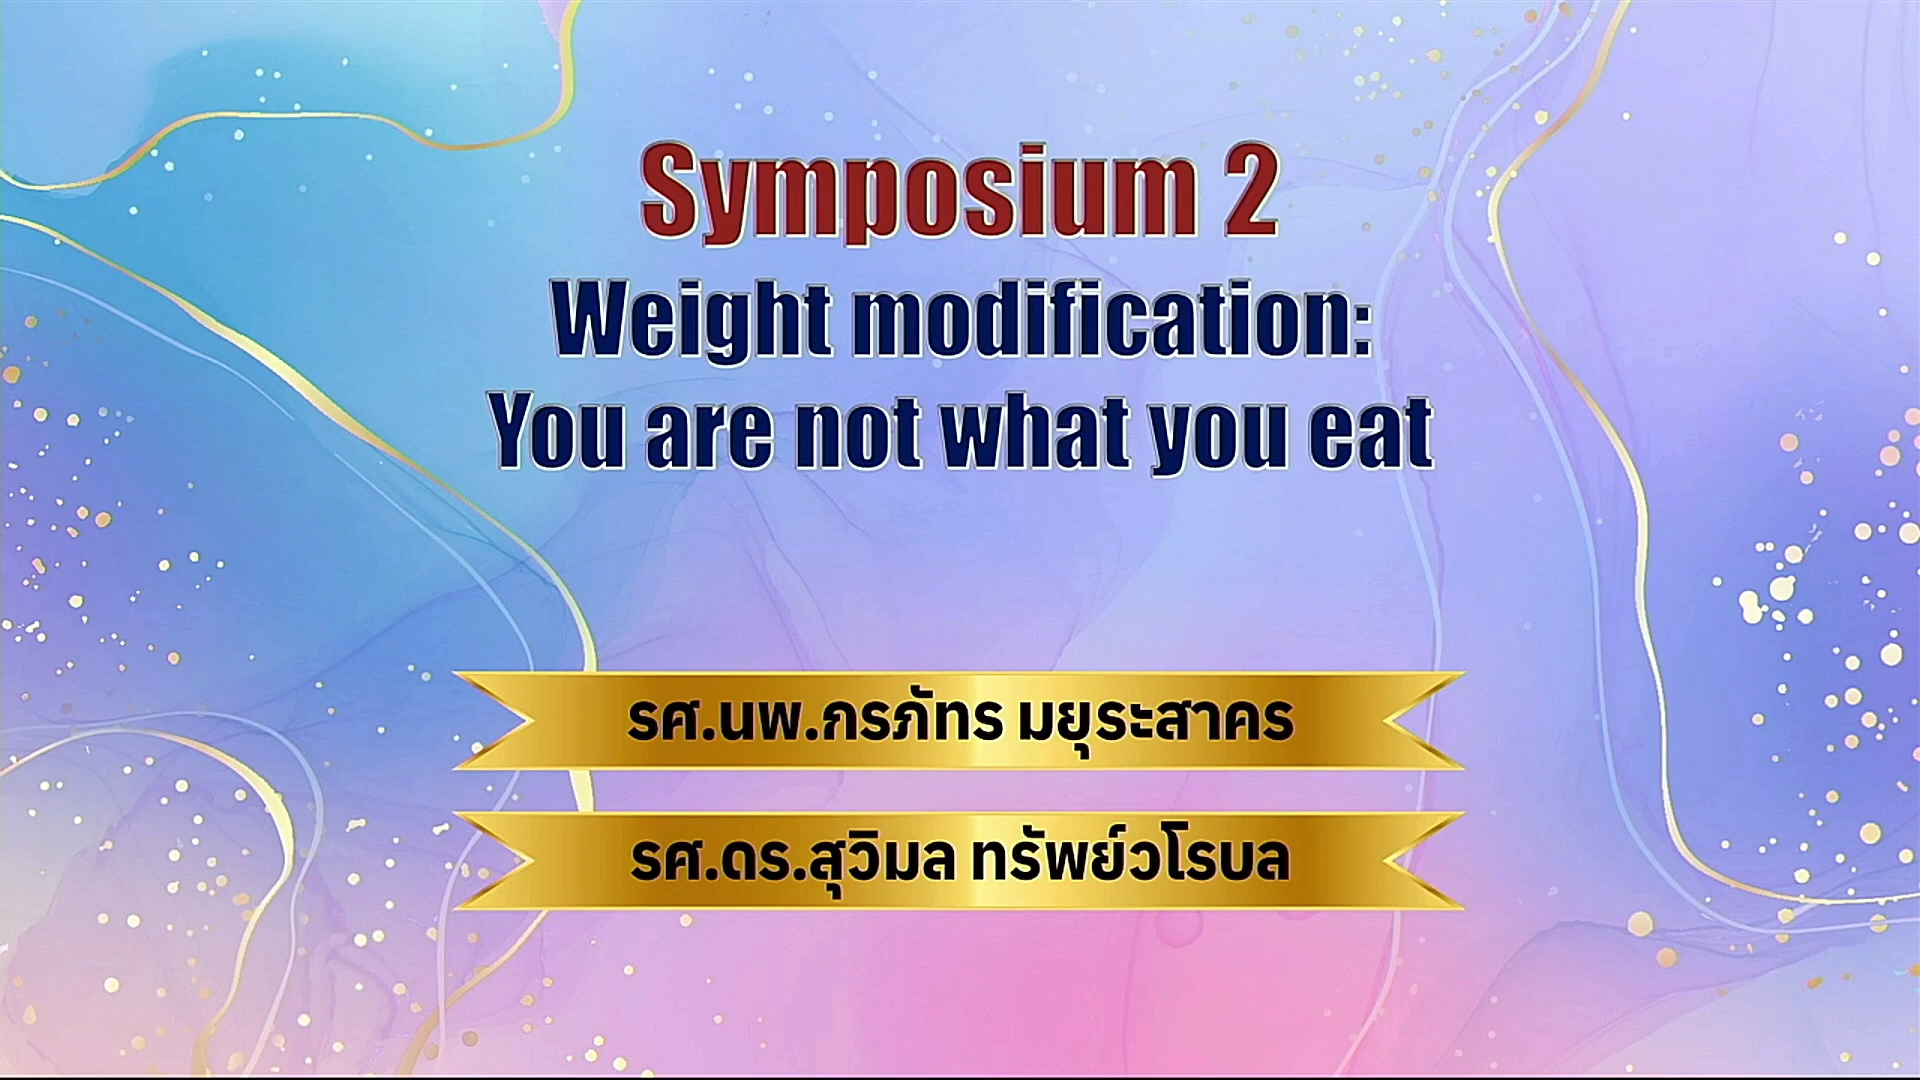 Symposium 2
Weight modification:
You are not what you eat
รศ.นพ.กรภัทร มยุระสาคร
รศ.ดร.สุวิมล ทรัพย์วโรบล